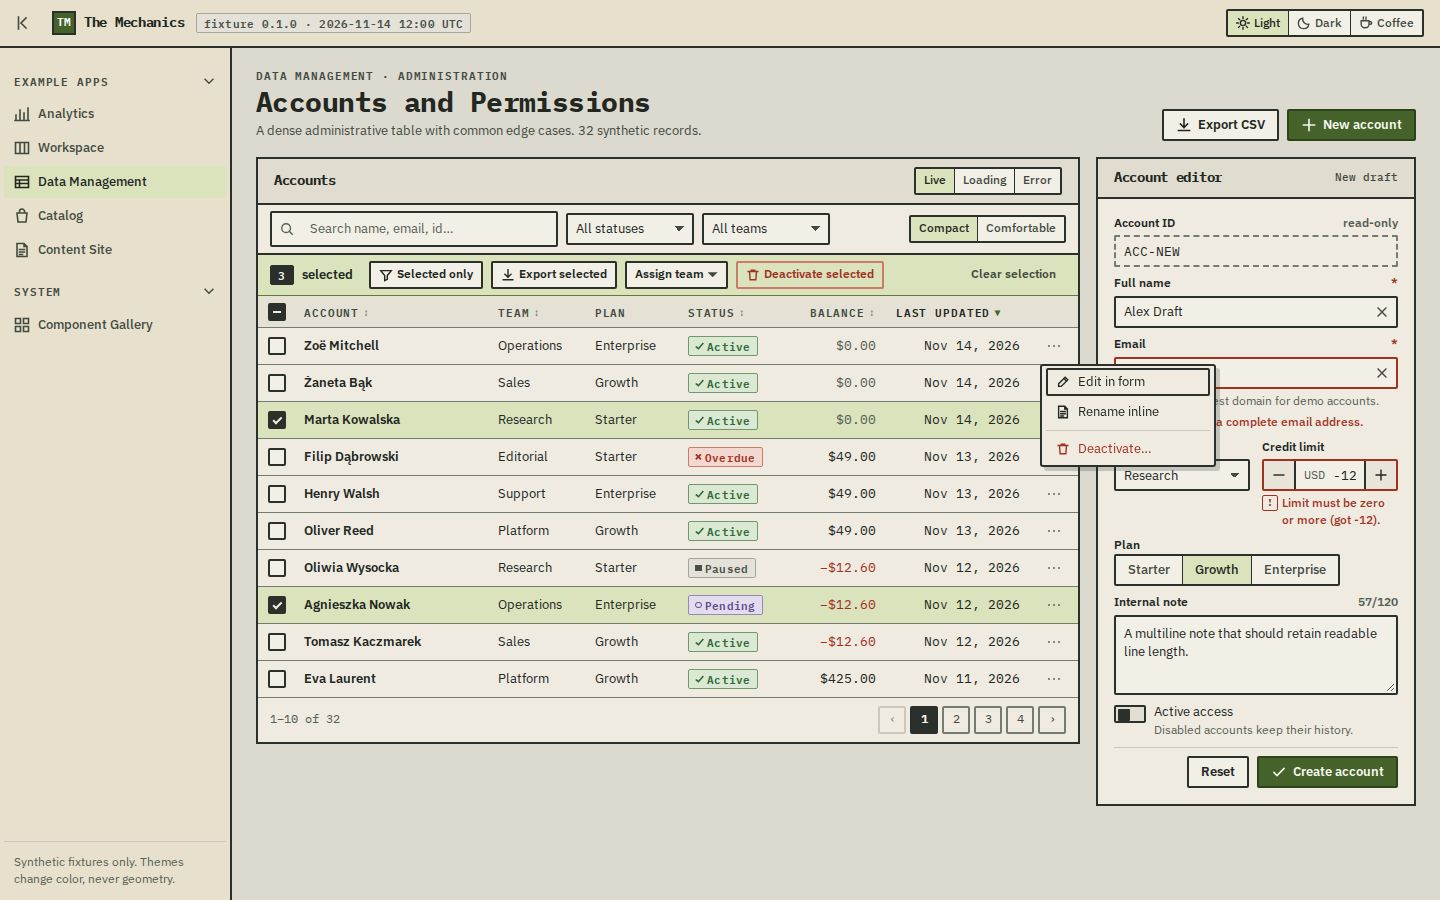 TM The Mechanics fixture 0.1.0 · 2026-11-14 12:00 UTC Light Dark Coffee
EXAMPLE APPS
Analytics
Workspace
Data Management
Catalog
Content Site
SYSTEM
Component Gallery
Synthetic fixtures only. Themes
change color, never geometry.
DATA MANAGEMENT · ADMINISTRATION
Accounts and Permissions
A dense administrative table with common edge cases. 32 synthetic records.
Export CSV New account
Accounts Live Loading Error
Search name, email, id... All statuses All teams Compact Comfortable
3 selected Selected only Export selected Assign team Deactivate selected Clear selection
ACCOUNT TEAM PLAN STATUS BALANCE LAST UPDATED
Zoë Mitchell Operations Enterprise Active $0.00 Nov 14, 2026
Żaneta Bąk Sales Growth Active $0.00 Nov 14, 2026
Marta Kowalska Research Starter Active $0.00 Nov 14, 2026
Filip Dąbrowski Editorial Starter Overdue $49.00 Nov 13, 2026
Henry Walsh Support Enterprise Active $49.00 Nov 13, 2026
Oliver Reed Platform Growth Active $49.00 Nov 13, 2026
Oliwia Wysocka Research Starter Paused −$12.60 Nov 12, 2026
Agnieszka Nowak Operations Enterprise Pending −$12.60 Nov 12, 2026
Tomasz Kaczmarek Sales Growth Active −$12.60 Nov 12, 2026
Eva Laurent Platform Growth Active $425.00 Nov 11, 2026
1–10 of 32 ‹ 1 2 3 4 ›
Edit in form
Rename inline
Deactivate...
Account editor New draft
Account ID read-only
ACC-NEW
Full name *
Alex Draft
Email *
est domain for demo accounts.
a complete email address.
Credit limit
Research USD -12
! Limit must be zero
or more (got -12).
Plan
Starter Growth Enterprise
Internal note 57/120
A multiline note that should retain readable
line length.
Active access
Disabled accounts keep their history.
Reset Create account